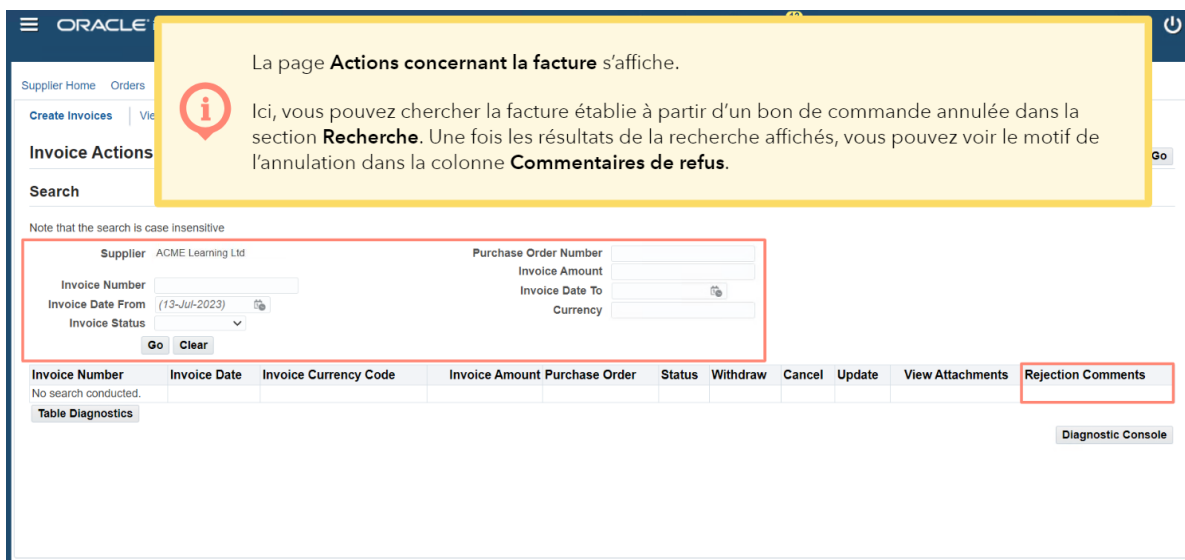 ORACLE
La page Actions concernant la facture s'affiche.
Ici, vous pouvez chercher la facture établie à partir d'un bon de commande annulée dans la
section Recherche. Une fois les résultats de la recherche affichés, vous pouvez voir le motif de
l'annulation dans la colonne Commentaires de refus.
Supplier Home Orders
Create Invoices
Invoice Actions
Go
Search
Note that the search is case insensitive
Supplier ACME Learning Ltd Purchase Order Number
Invoice Amount
Invoice Number Invoice Date To
Invoice Date From (13-Jul-2023) Currency
Invoice Status
Go Clear
Invoice Number Invoice Date Invoice Currency Code Invoice Amount Purchase Order Status Withdraw Cancel Update View Attachments Rejection Comments
No search conducted.
Table Diagnostics
Diagnostic Console